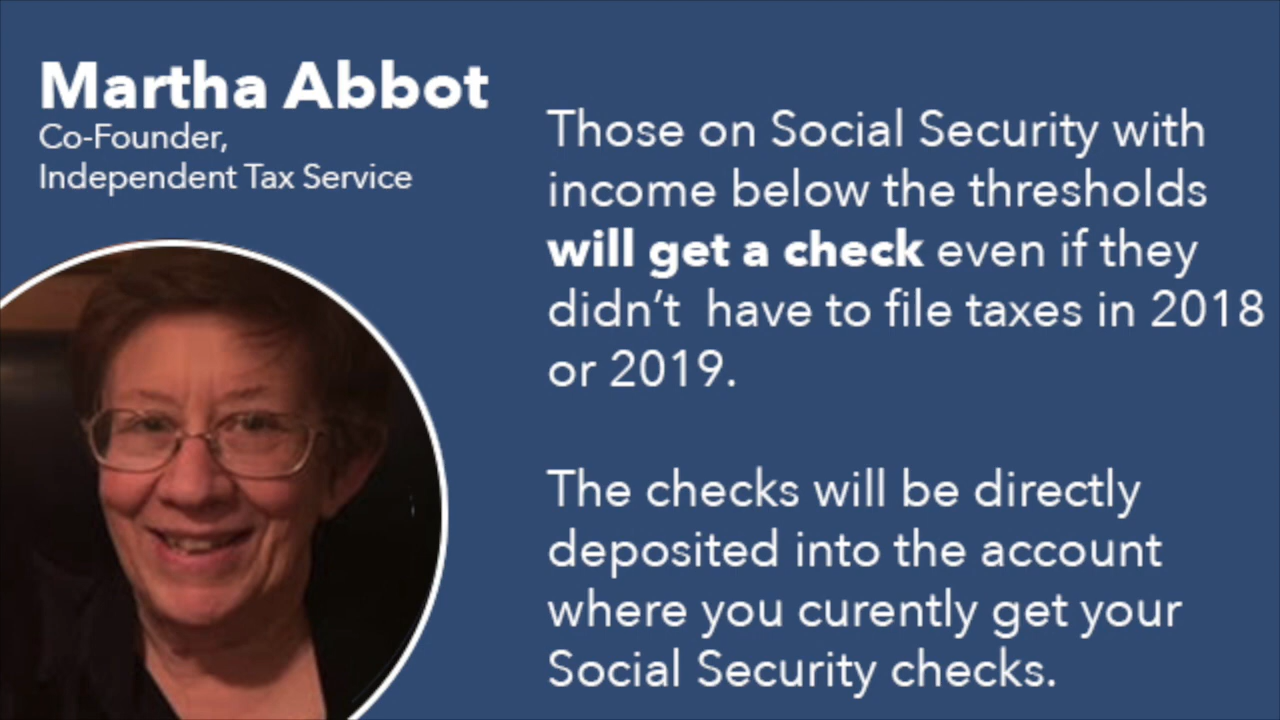 Martha Abbot
Co-Founder,
Independent Tax Service
Those on Social Security with
income below the thresholds
will get a check even if they
didn’t  have to file taxes in 2018
or 2019.
The checks will be directly
deposited into the account
where you curently get your
Social Security checks.